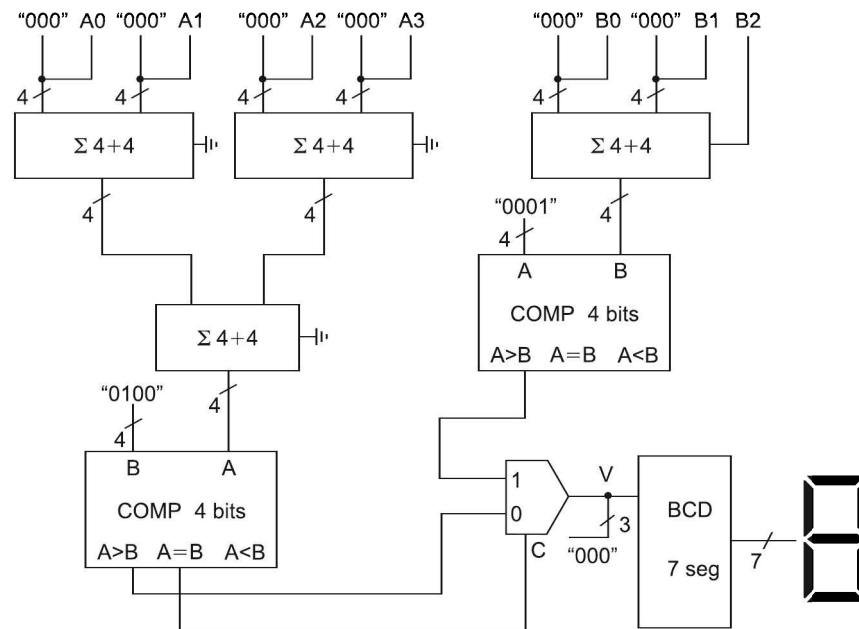 “000” A0 “000” A1 “000” A2 “000” A3 “000” B0 “000” B1 B2
4 4 4 4 4 4
Σ 4+4 Σ 4+4 Σ 4+4
4 4 “0001” 4
4
A B
COMP 4 bits
Σ 4+4
A>B A=B A<B
“0100” 4
4
B A
COMP 4 bits
A>B A=B A<B
1
0
C
V
3
“000”
BCD
7 seg
7